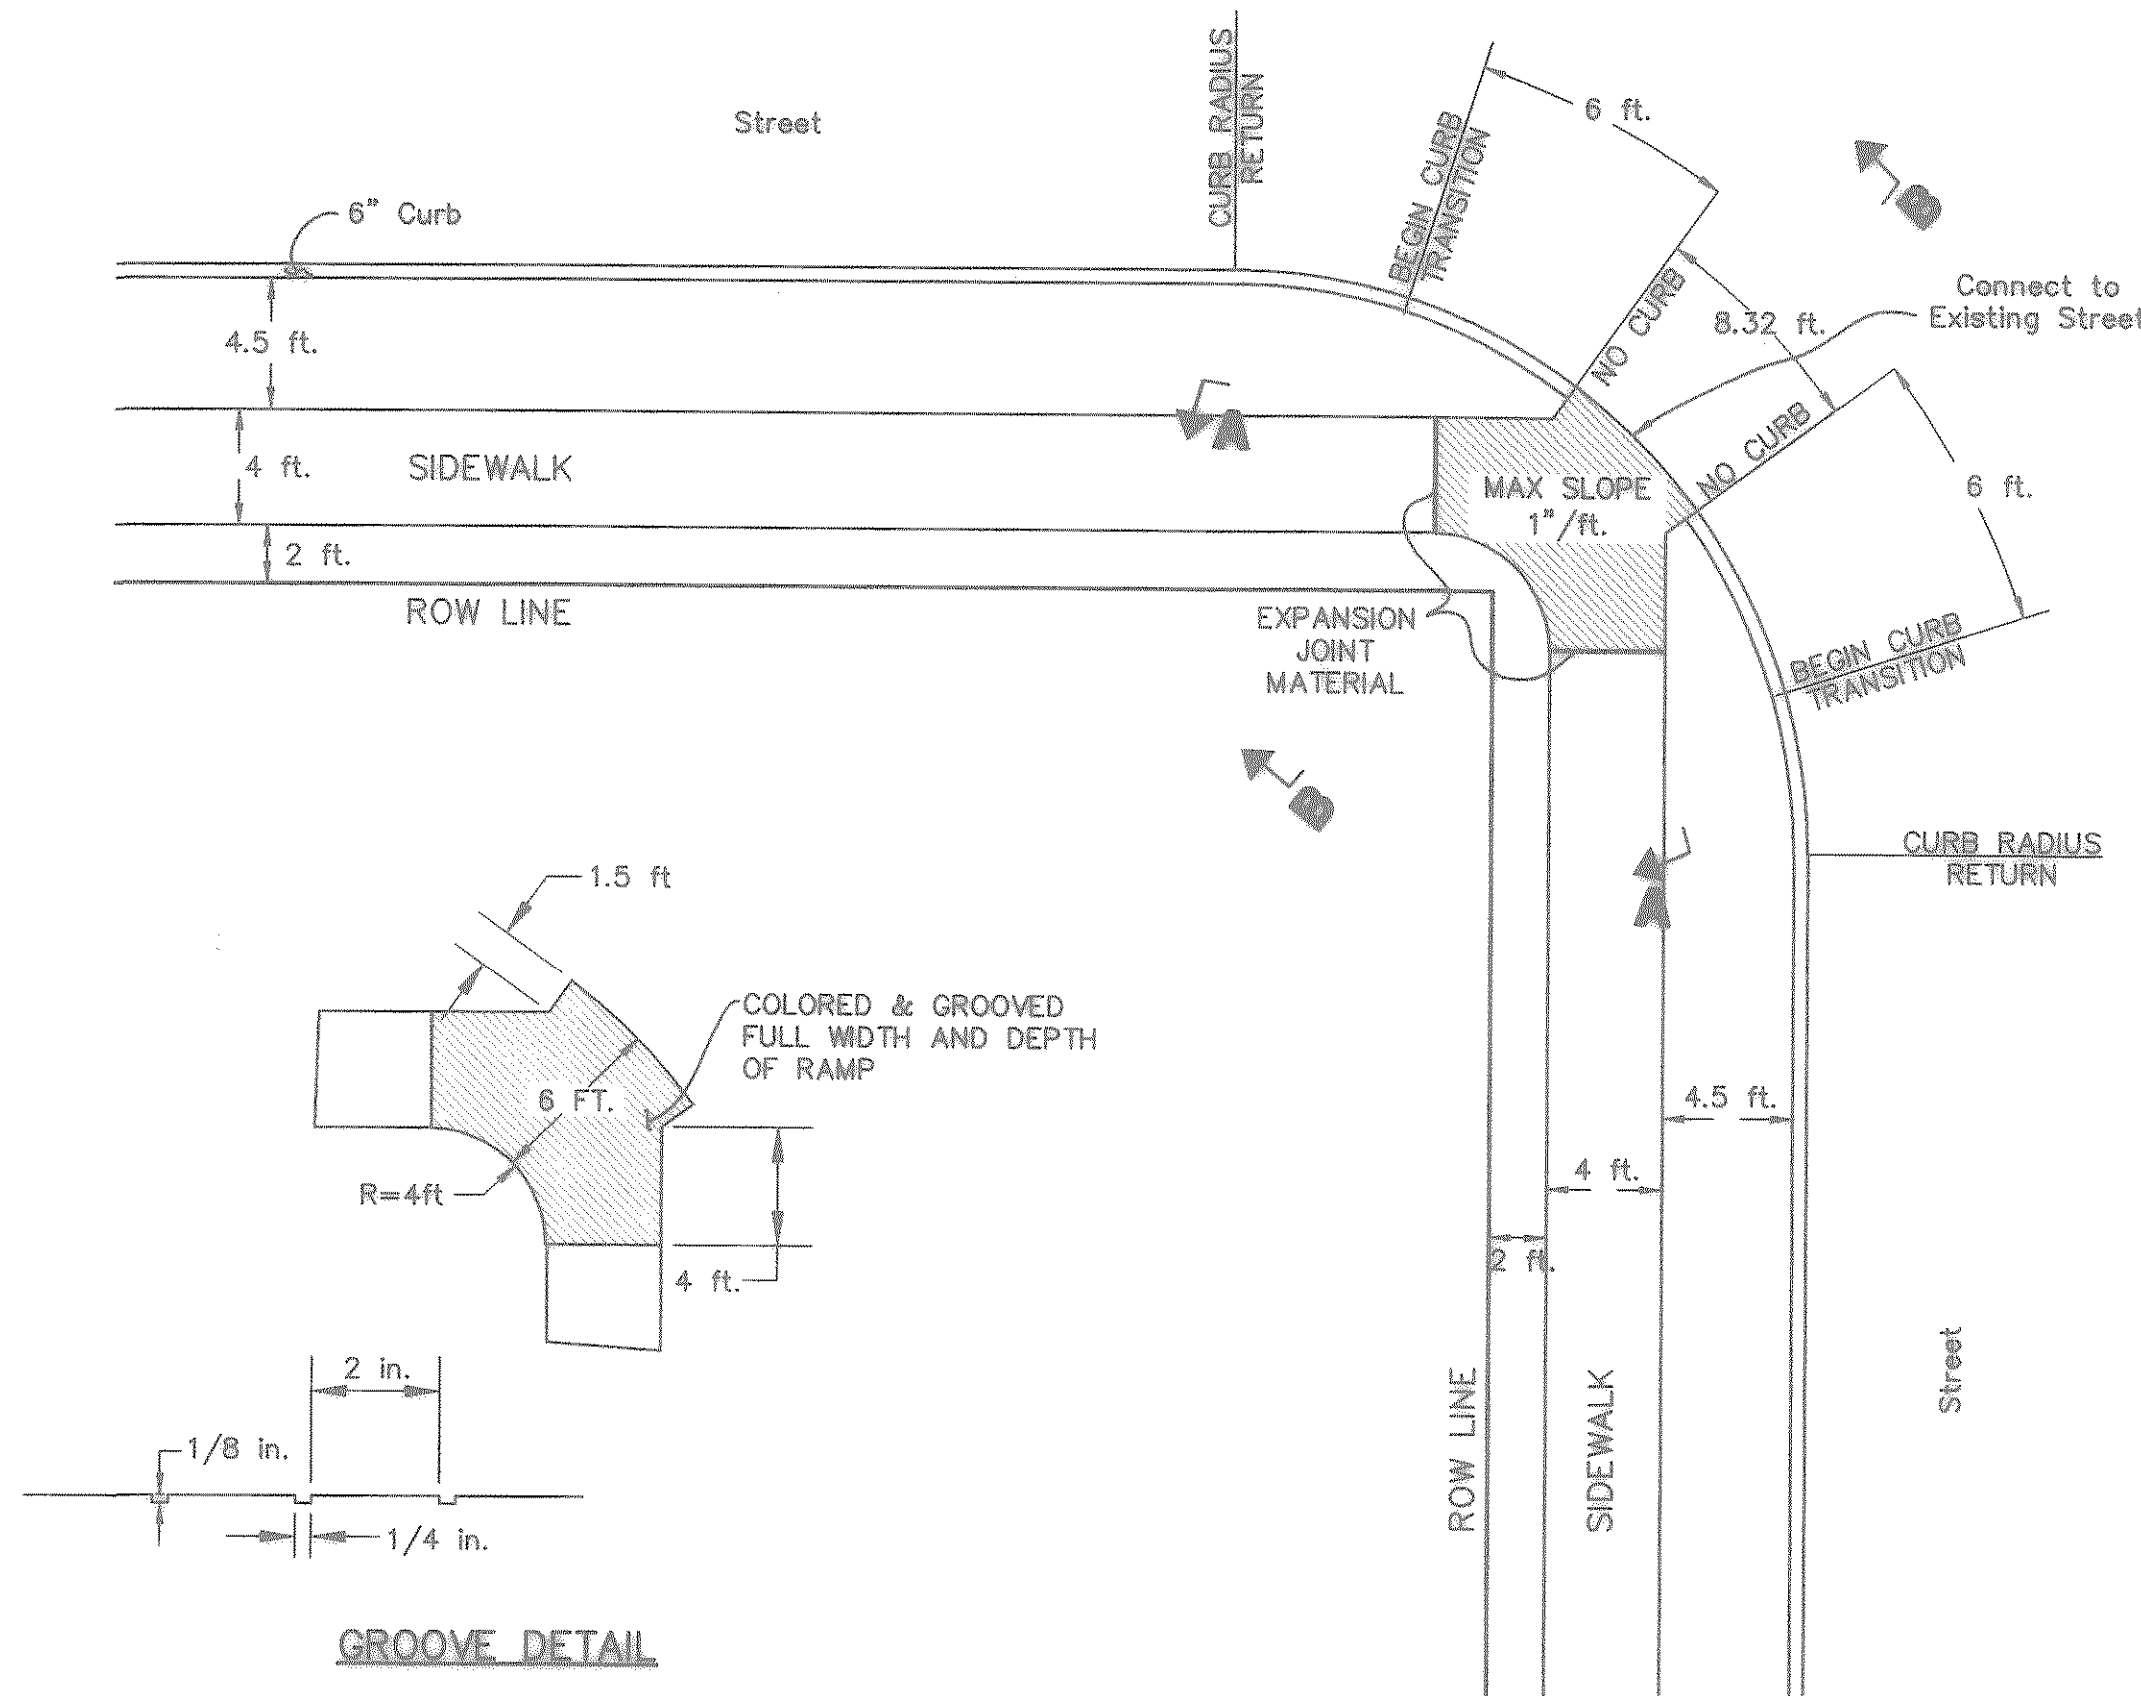 Street
CURB RADIUS
RETURN
BEGIN CURB
TRANSITION
6 ft.
B
6" Curb
NO CURB
8.32 ft.
Connect to
Existing Street
4.5 ft.
A
NO CURB
6 ft.
4 ft.
SIDEWALK
MAX SLOPE
1"/ft.
2 ft.
ROW LINE
EXPANSION
JOINT
MATERIAL
BEGIN CURB
TRANSITION
B
CURB RADIUS
RETURN
A
1.5 ft
COLORED & GROOVED
FULL WIDTH AND DEPTH
OF RAMP
6 FT.
R=4ft
4 ft.
4.5 ft.
4 ft.
2 ft.
ROW LINE
SIDEWALK
Street
2 in.
1/8 in.
1/4 in.
GROOVE DETAIL